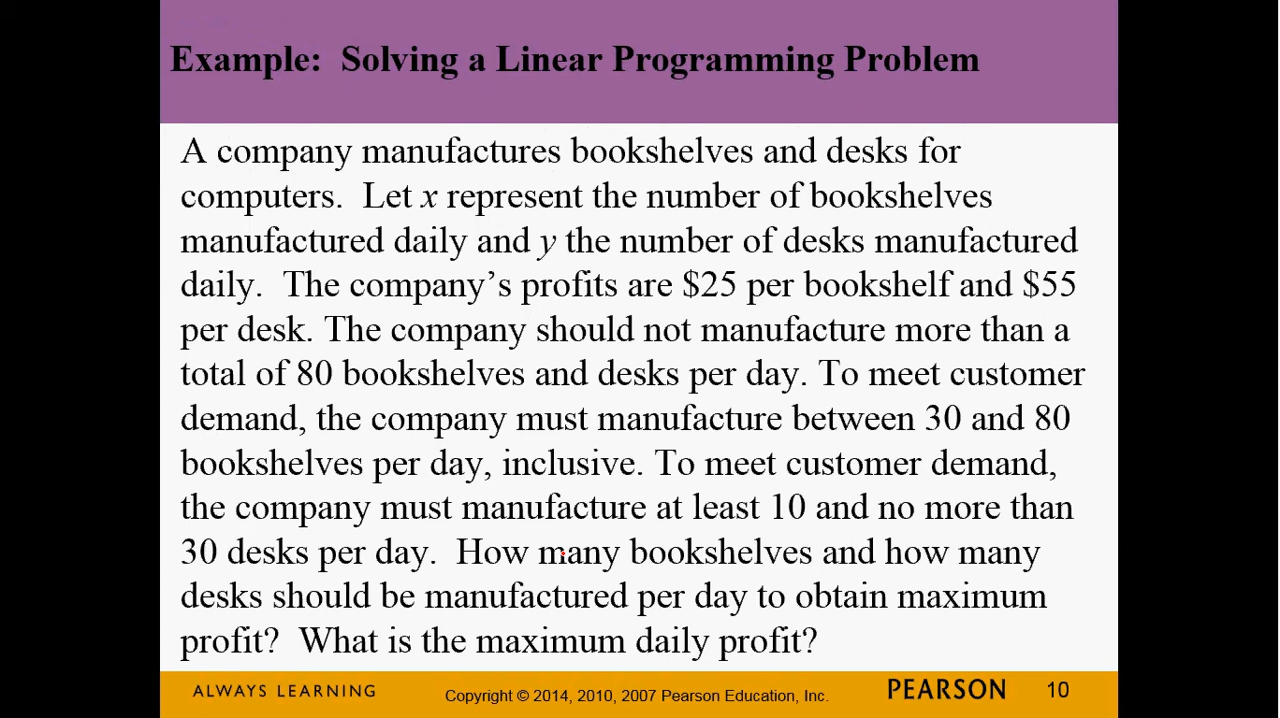 Example: Solving a Linear Programming Problem
A company manufactures bookshelves and desks for
computers. Let x represent the number of bookshelves
manufactured daily and y the number of desks manufactured
daily. The company's profits are $25 per bookshelf and $55
per desk. The company should not manufacture more than a
total of 80 bookshelves and desks per day. To meet customer
demand, the company must manufacture between 30 and 80
bookshelves per day, inclusive. To meet customer demand,
the company must manufacture at least 10 and no more than
30 desks per day. How many bookshelves and how many
desks should be manufactured per day to obtain maximum
profit? What is the maximum daily profit?
ALWAYS LEARNING Copyright © 2014, 2010, 2007 Pearson Education, Inc. PEARSON 10